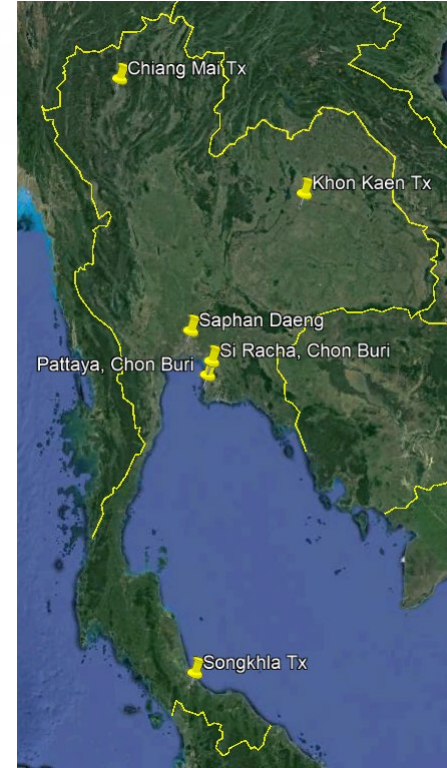 Chiang Mai Tx
Khon Kaen Tx
Saphan Daeng
Si Racha, Chon Buri
Pattaya, Chon Buri
Songkhla Tx